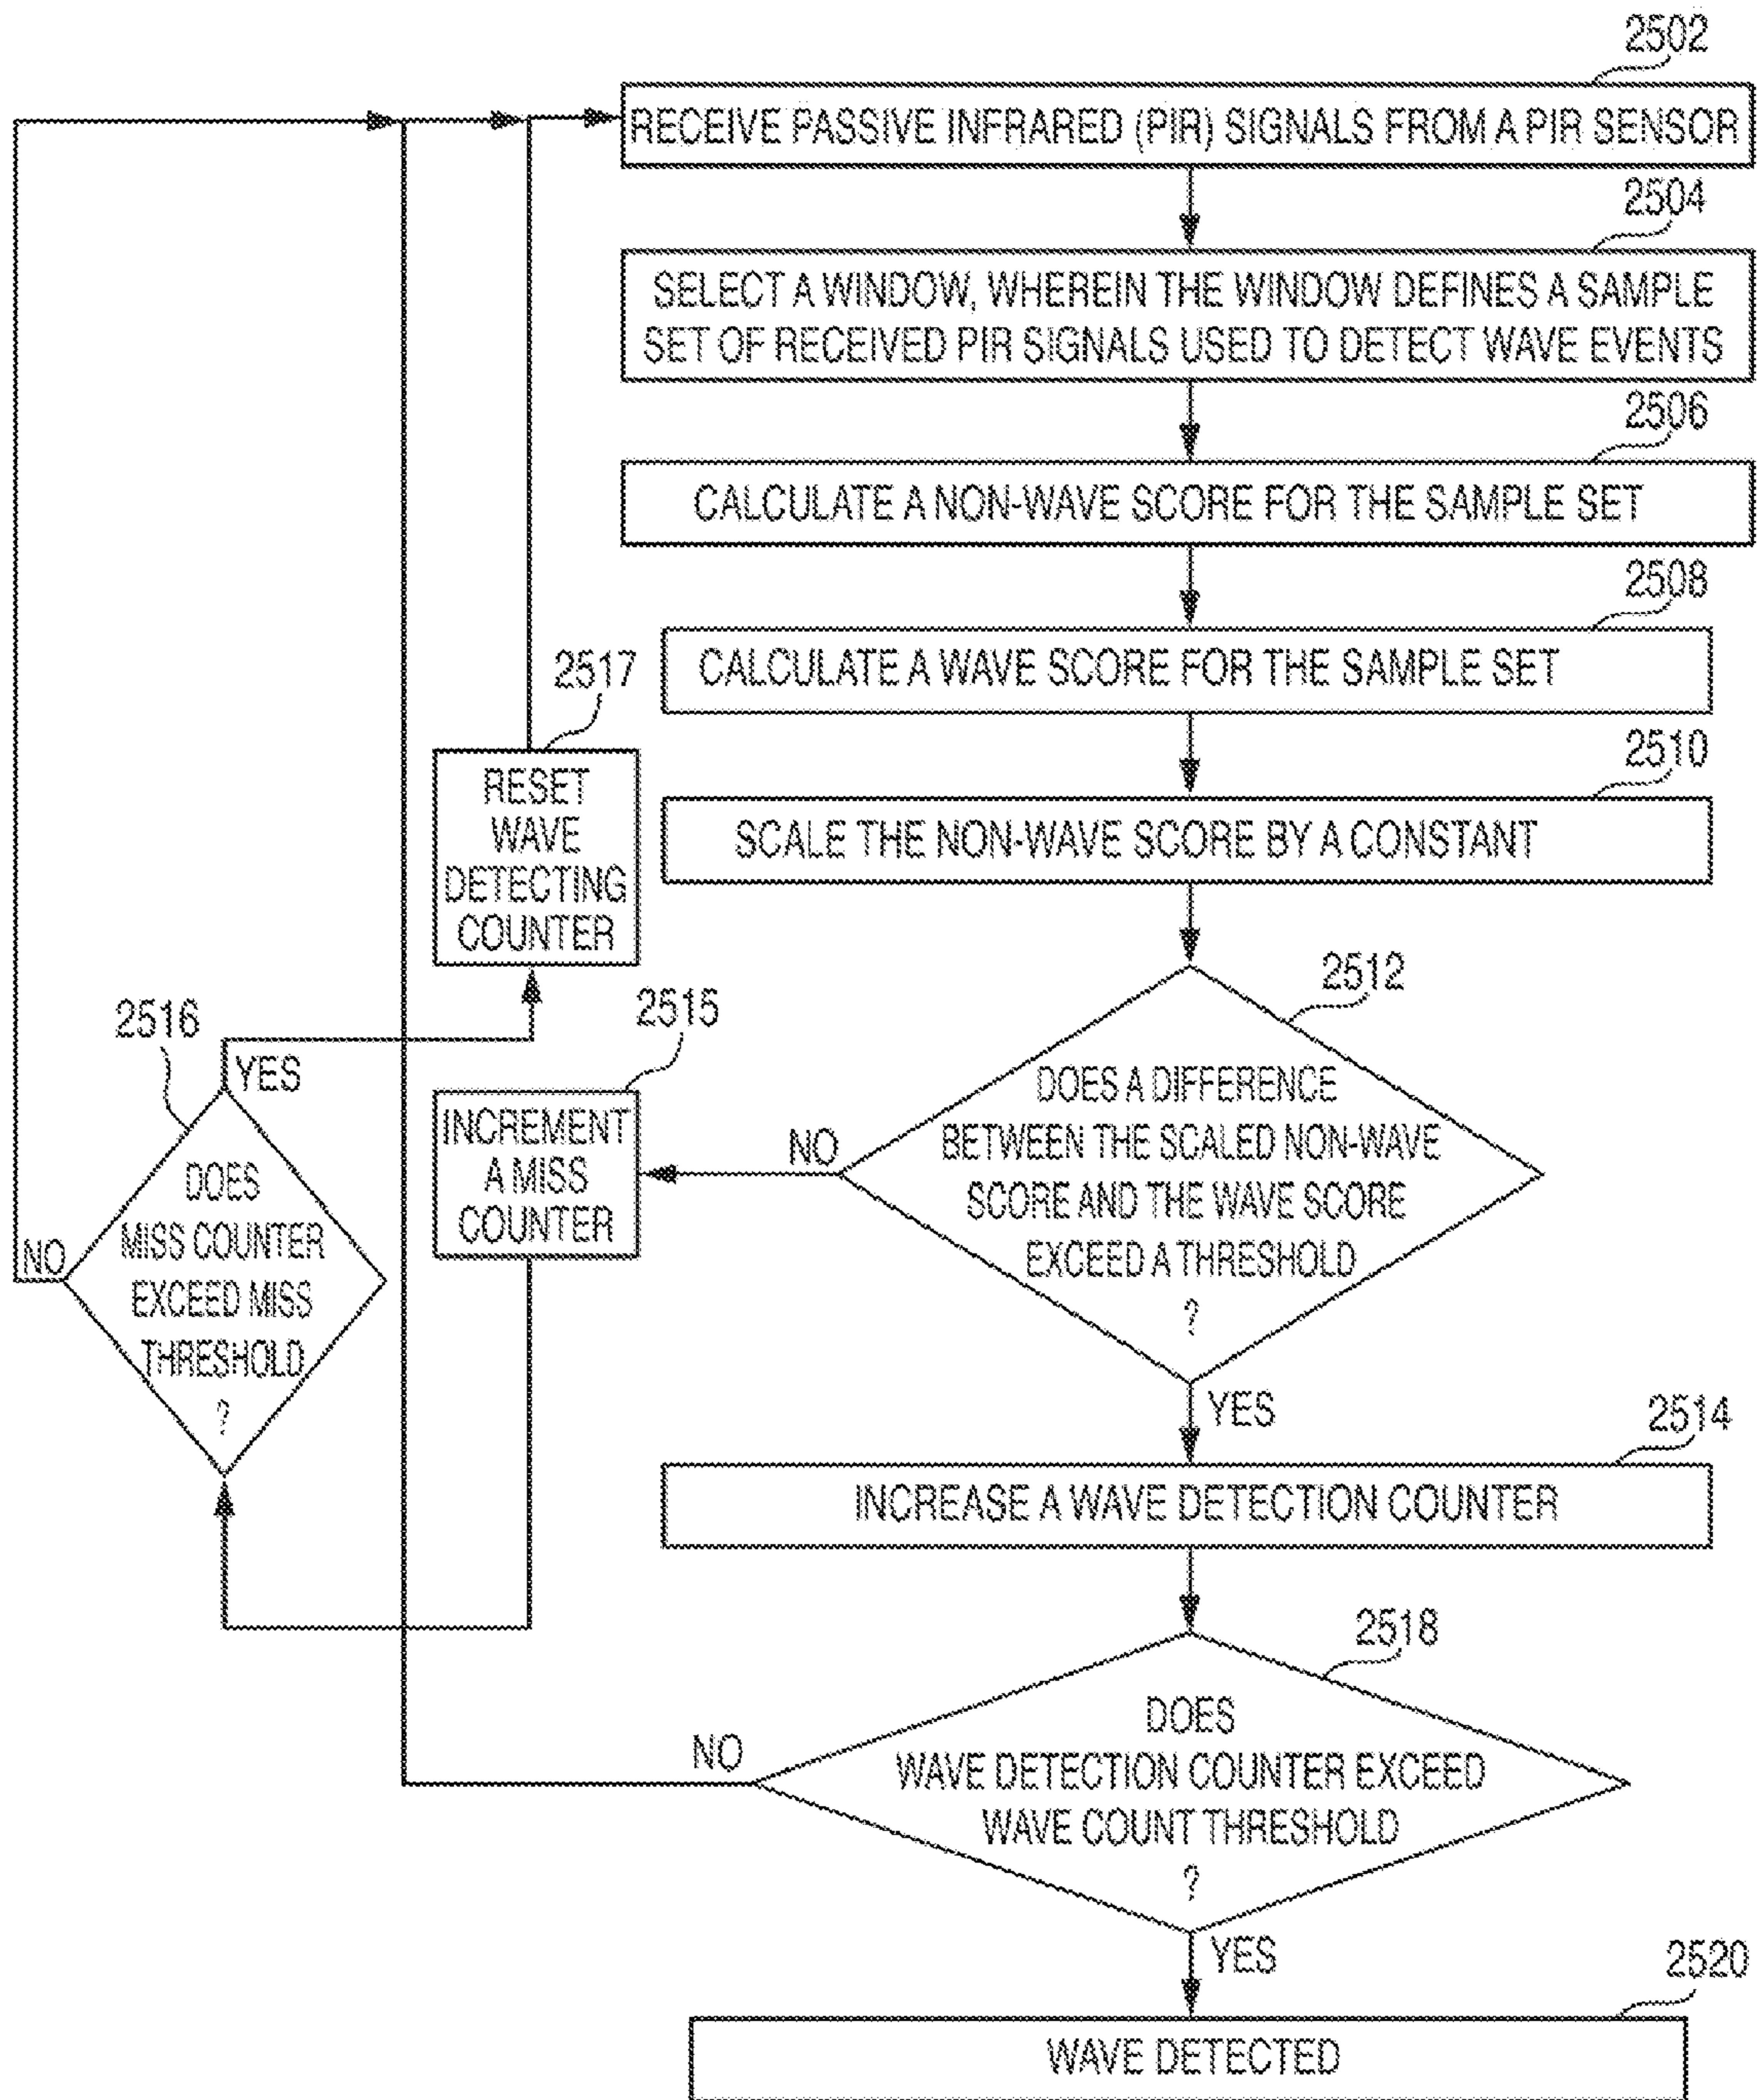 2502
RECEIVE PASSIVE INFRARED (PIR) SIGNALS FROM A PIR SENSOR
2504
SELECT A WINDOW, WHEREIN THE WINDOW DEFINES A SAMPLE
SET OF RECEIVED PIR SIGNALS USED TO DETECT WAVE EVENTS
2506
CALCULATE A NON-WAVE SCORE FOR THE SAMPLE SET
2508
CALCULATE A WAVE SCORE FOR THE SAMPLE SET
2510
SCALE THE NON-WAVE SCORE BY A CONSTANT
2512
DOES A DIFFERENCE
BETWEEN THE SCALED NON-WAVE
SCORE AND THE WAVE SCORE
EXCEED A THRESHOLD
?
NO
YES
2515
INCREMENT
A MISS
COUNTER
2516
DOES
MISS COUNTER
EXCEED MISS
THRESHOLD
?
NO
YES
2517
RESET
WAVE
DETECTING
COUNTER
2514
INCREASE A WAVE DETECTION COUNTER
2518
DOES
WAVE DETECTION COUNTER EXCEED
WAVE COUNT THRESHOLD
?
NO
YES
2520
WAVE DETECTED